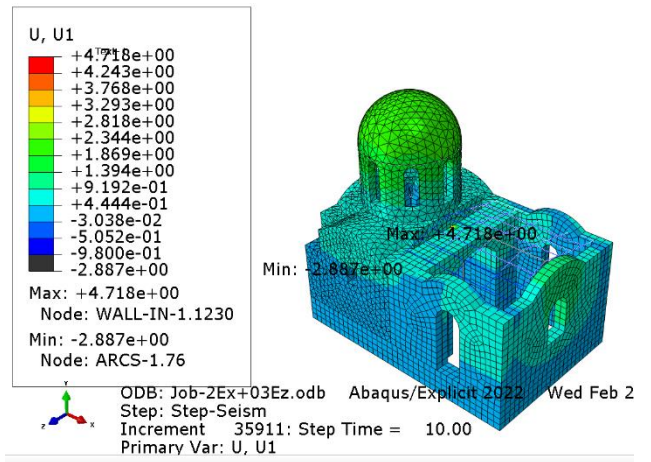 U, U1
+4.718e+00
+4.243e+00
+3.768e+00
+3.293e+00
+2.818e+00
+2.344e+00
+1.869e+00
+1.394e+00
+9.192e-01
+4.444e-01
-3.038e-02
-5.052e-01
-9.800e-01
-2.887e+00
Max: +4.718e+00
Node: WALL-IN-1.1230
Min: -2.887e+00
Node: ARCS-1.76
Max: +4.718e+00
Min: -2.887e+00
Y
Z
X
ODB: Job-2Ex+03Ez.odb Abaqus/Explicit 2022 Wed Feb 2
Step: Step-Seism
Increment 35911: Step Time = 10.00
Primary Var: U, U1